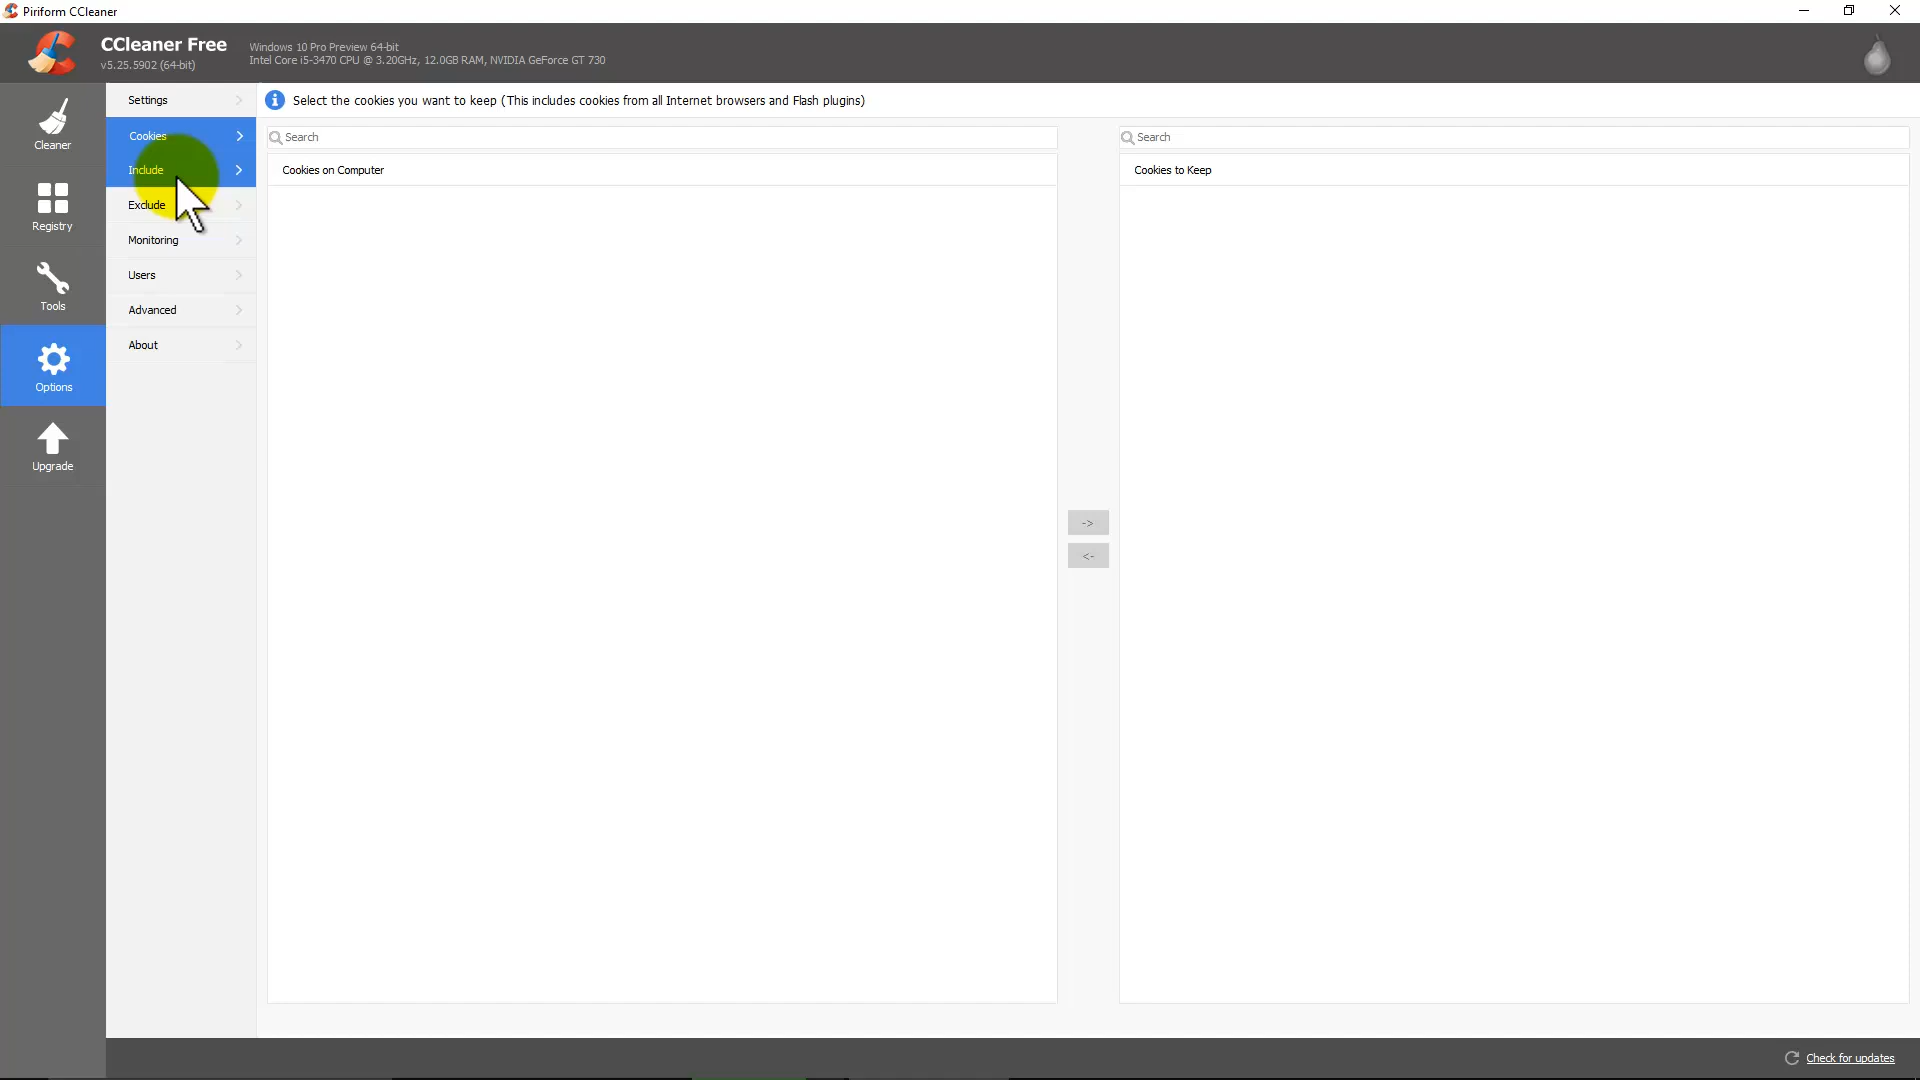 Piriform CCleaner
CCleaner Free
v5.25.5902 (64-bit)
Windows 10 Pro Preview 64-bit
Intel Core i5-3470 CPU @ 3.20GHz, 12.0GB RAM, NVIDIA GeForce GT 730
Cleaner
Registry
Tools
Options
Upgrade
Settings
Cookies
Include
Exclude
Monitoring
Users
Advanced
About
Select the cookies you want to keep (This includes cookies from all Internet browsers and Flash plugins)
Search
Cookies on Computer
->
<-
Search
Cookies to Keep
Check for updates